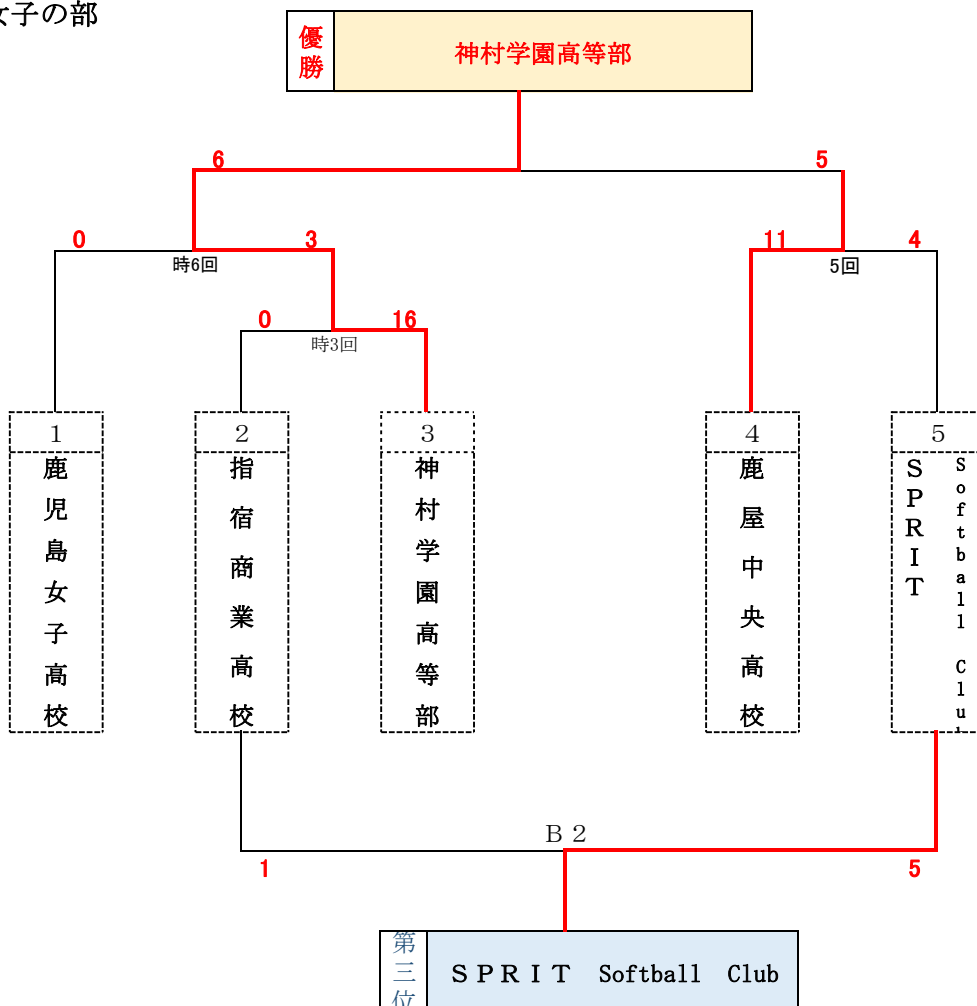 女子の部
優勝
神村学園高等部
6
5
0
3
11
4
時6回
5回
0
16
時3回
1
2
3
4
5
鹿児島女子高校
指宿商業高校
神村学園高等部
鹿屋中央高校
SPRIT
Softball Club
B2
1
5
第三位
SPRIT Softball Club